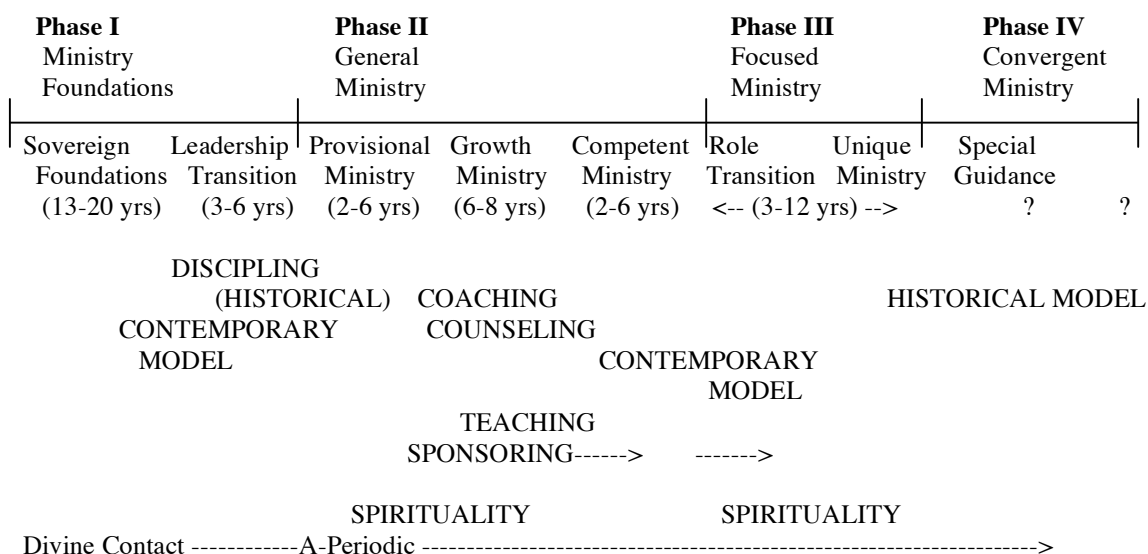 Phase I Phase II Phase III Phase IV
Ministry General Focused Convergent
Foundations Ministry Ministry Ministry
Sovereign Leadership Provisional Growth Competent Role Unique Special
Foundations Transition Ministry Ministry Ministry Transition Ministry Guidance
(13-20 yrs) (3-6 yrs) (2-6 yrs) (6-8 yrs) (2-6 yrs) <-- (3-12 yrs) --> ? ?
DISCIPLING
(HISTORICAL) COACHING HISTORICAL MODEL
CONTEMPORARY COUNSELING
MODEL CONTEMPORARY
MODEL
TEACHING
SPONSORING------> ------->
SPIRITUALITY SPIRITUALITY
Divine Contact ------------A-Periodic --------------------------------------------------------------------->